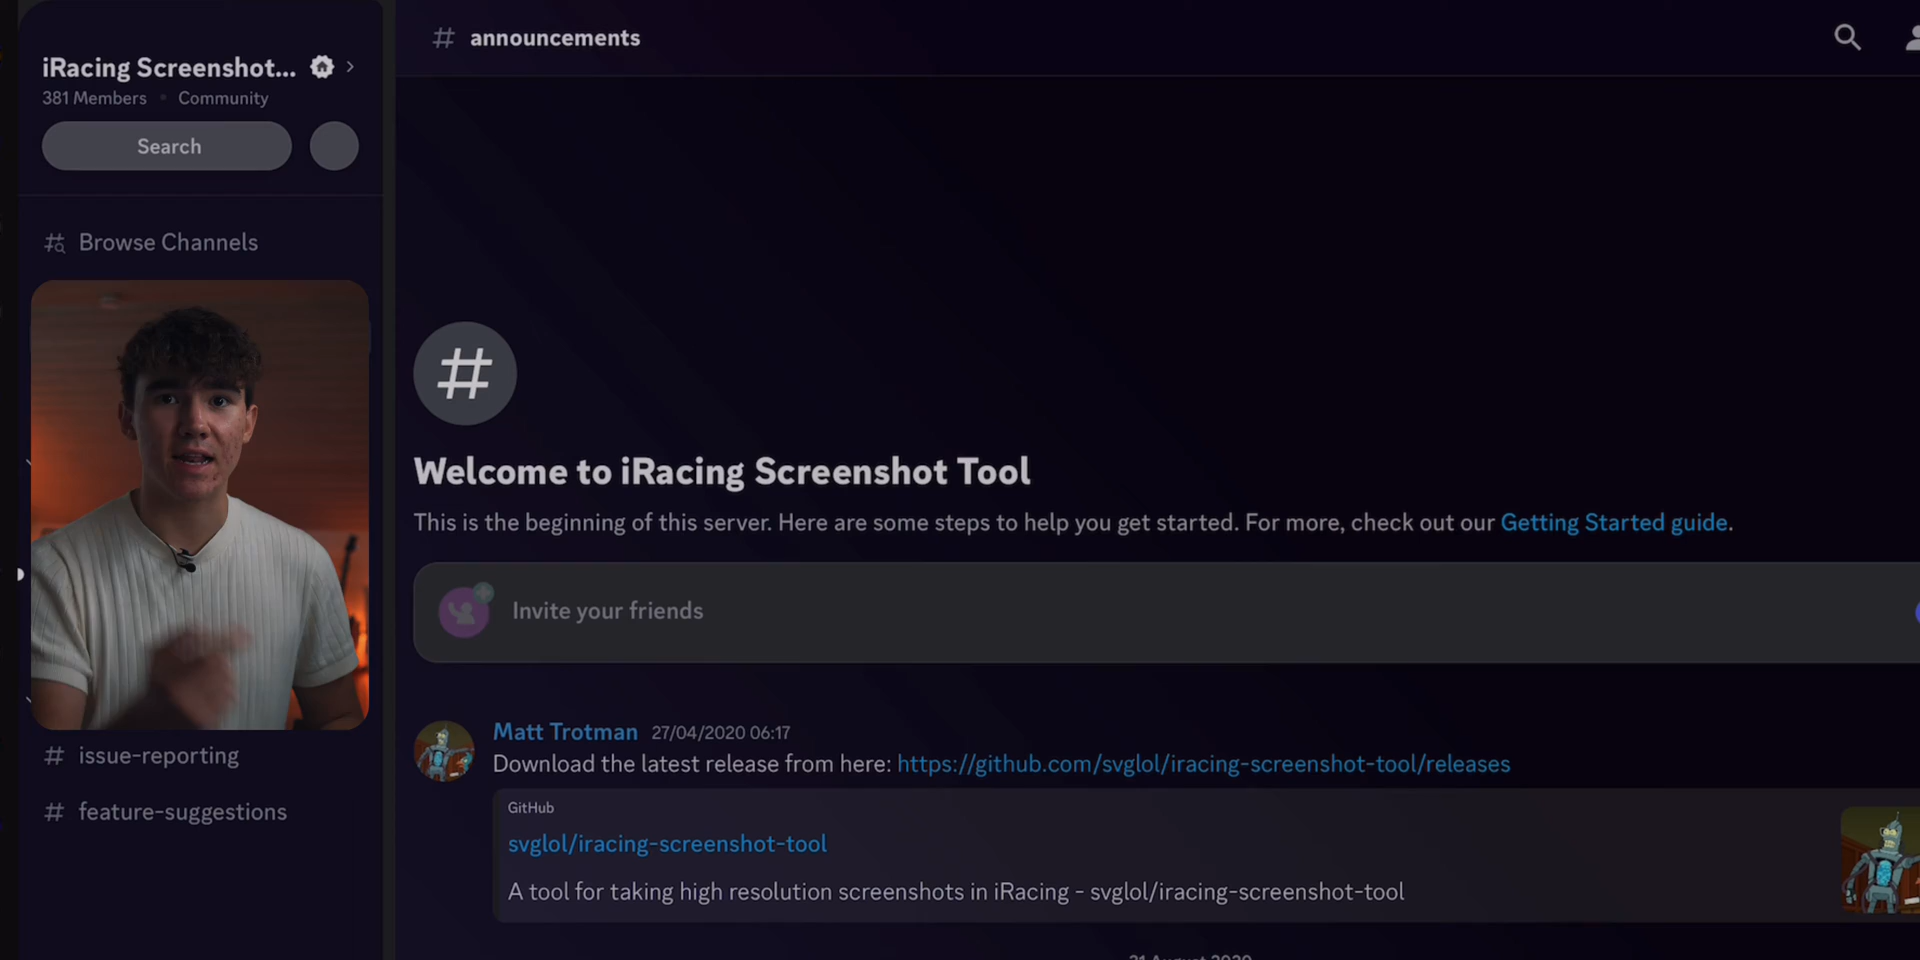 iRacing Screenshot...
381 Members • Community
Search
Browse Channels
issue-reporting
feature-suggestions
# announcements
#
Welcome to iRacing Screenshot Tool
This is the beginning of this server. Here are some steps to help you get started. For more, check out our Getting Started guide.
Invite your friends
Matt Trotman 27/04/2020 06:17
Download the latest release from here: https://github.com/svglol/iracing-screenshot-tool/releases
GitHub
svglol/iracing-screenshot-tool
A tool for taking high resolution screenshots in iRacing - svglol/iracing-screenshot-tool